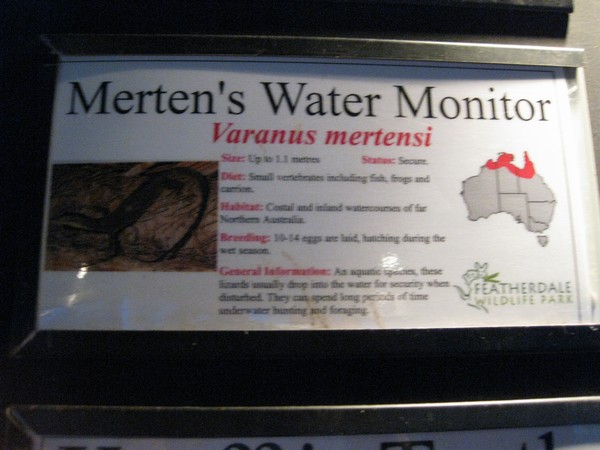 Merten's Water Monitor
Varanus mertensi
Size: Up to 1.1 metres Status: Secure.
Diet: Small vertebrates including fish, frogs and
carrion.
Habitat: Costal and inland watercourses of far
Northern Australia.
Breeding: 10-14 eggs are laid, hatching during the
wet season.
General Information: An aquatic species, these
lizards usually drop into the water for security when
disturbed. They can spend long periods of time
underwater hunting and foraging.
FEATHERDALE
WILDLIFE PARK